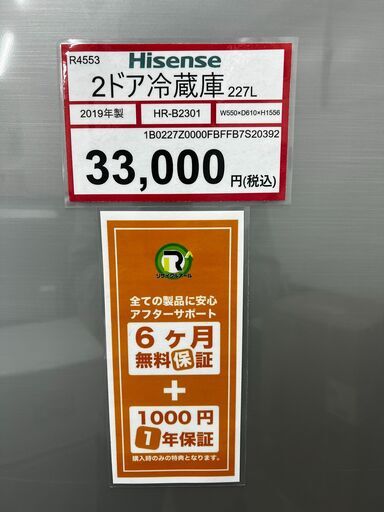 R4553
Hisense
2ドア冷蔵庫 227L
2019年製 HR-B2301 W550×D610×H1556
1B0227Z0000FBFFB7S20392
33,000 円(税込)
R
リサイクルマール
全ての製品に安心
アフターサポート
6ヶ月
無料保証
+
1000円
1年保証
購入時のみの特典となります。